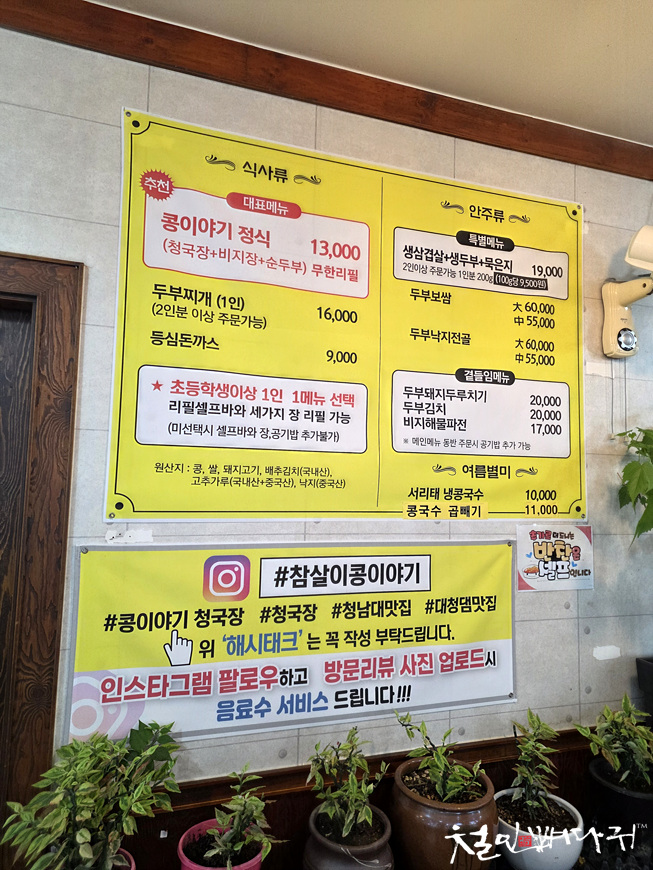 식사류
추천
대표메뉴
콩이야기 정식 13,000
(청국장+비지장+순두부) 무한리필
두부찌개 (1인) 16,000
(2인분 이상 주문가능)
등심돈까스 9,000
★ 초등학생이상 1인 1메뉴 선택
리필셀프바와 세가지 장 리필 가능
(미선택시 셀프바와 장,공기밥 추가불가)
원산지 : 콩, 쌀, 돼지고기, 배추김치(국내산),
고추가루(국내산+중국산), 낙지(중국산)
안주류
특별메뉴
생삼겹살+생두부+묵은지 19,000
2인이상 주문가능 1인분 200g (100g당 9,500원)
두부보쌈 大 60,000
中 55,000
두부낙지전골 大 60,000
中 55,000
곁들임메뉴
두부돼지두루치기 20,000
두부김치 20,000
비지해물파전 17,000
※ 메인메뉴 동반 주문시 공기밥 추가 가능
여름별미
서리태 냉콩국수 10,000
콩국수 곱빼기 11,000
반찬은
셀프입니다
#참살이콩이야기
#콩이야기 청국장 #청국장 #청남대맛집 #대청댐맛집
위 '해시태크' 는 꼭 작성 부탁드립니다.
인스타그램 팔로우하고 방문리뷰 사진 업로드시
음료수 서비스 드립니다!!!
철인빠다귀™